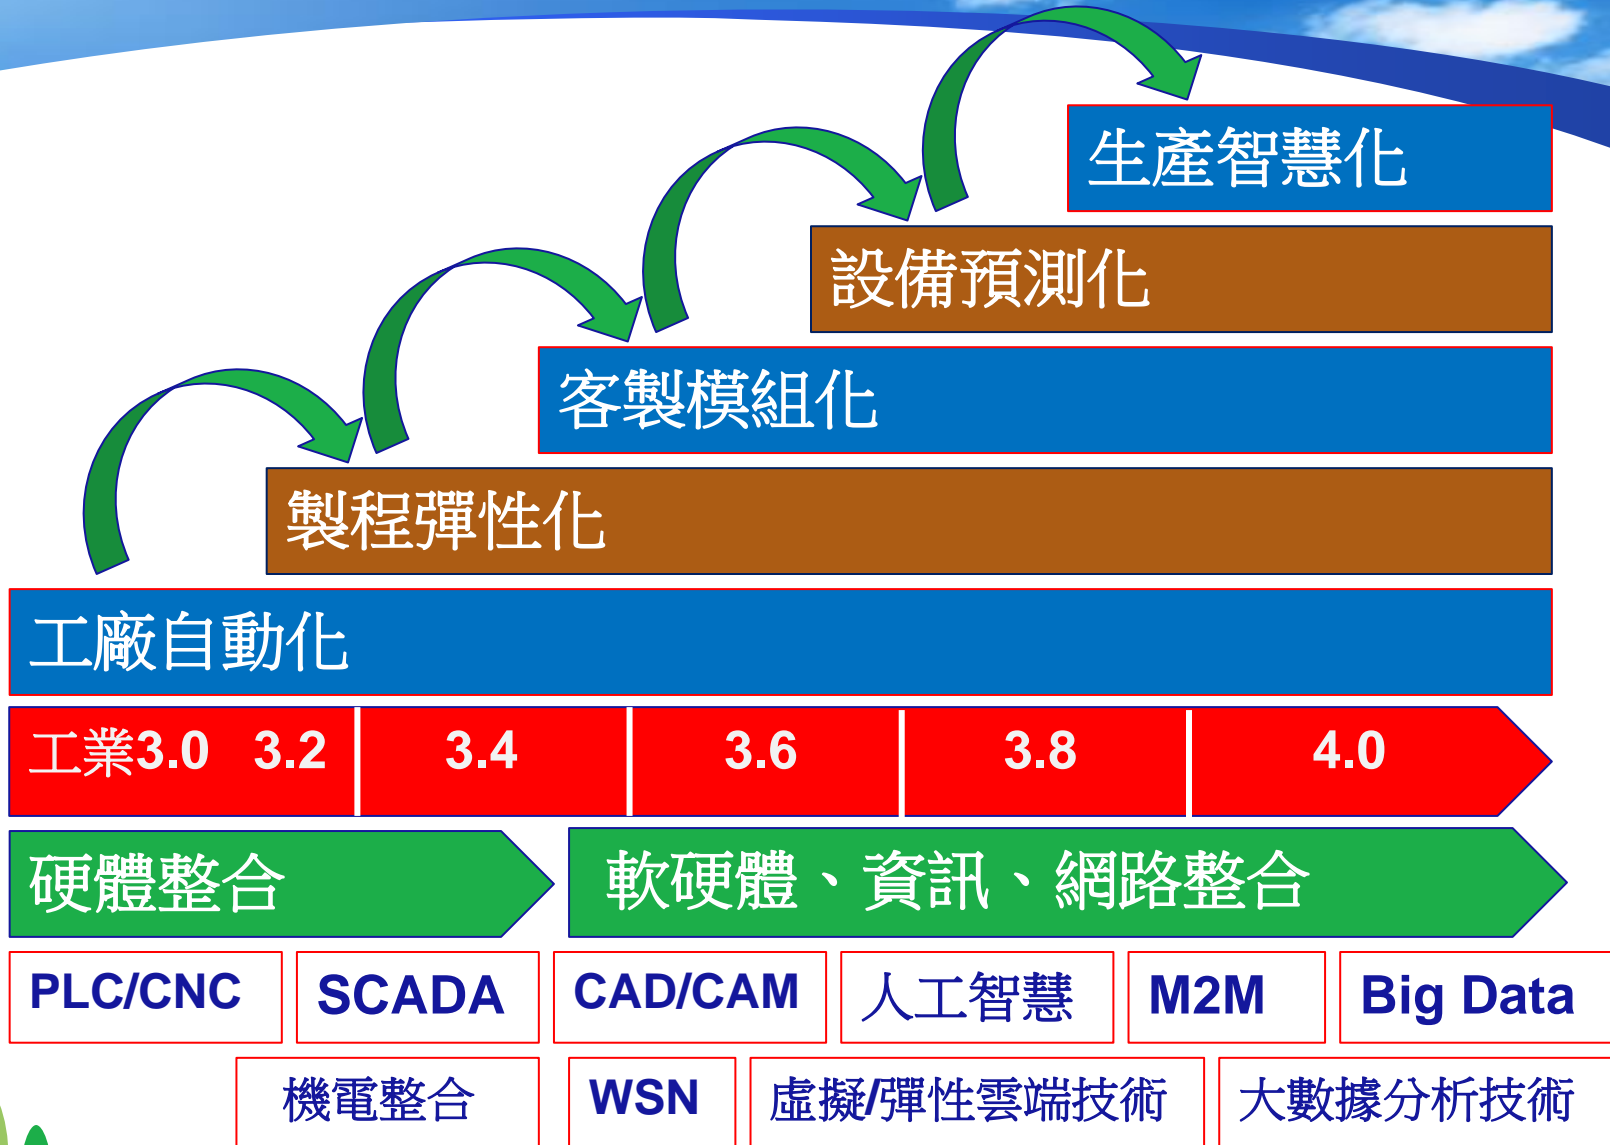 生產智慧化
設備預測化
客製模組化
製程彈性化
工廠自動化
工業3.0 3.2 3.4 3.6 3.8 4.0
硬體整合 軟硬體、資訊、網路整合
PLC/CNC SCADA CAD/CAM 人工智慧 M2M Big Data
機電整合 WSN 虛擬/彈性雲端技術 大數據分析技術